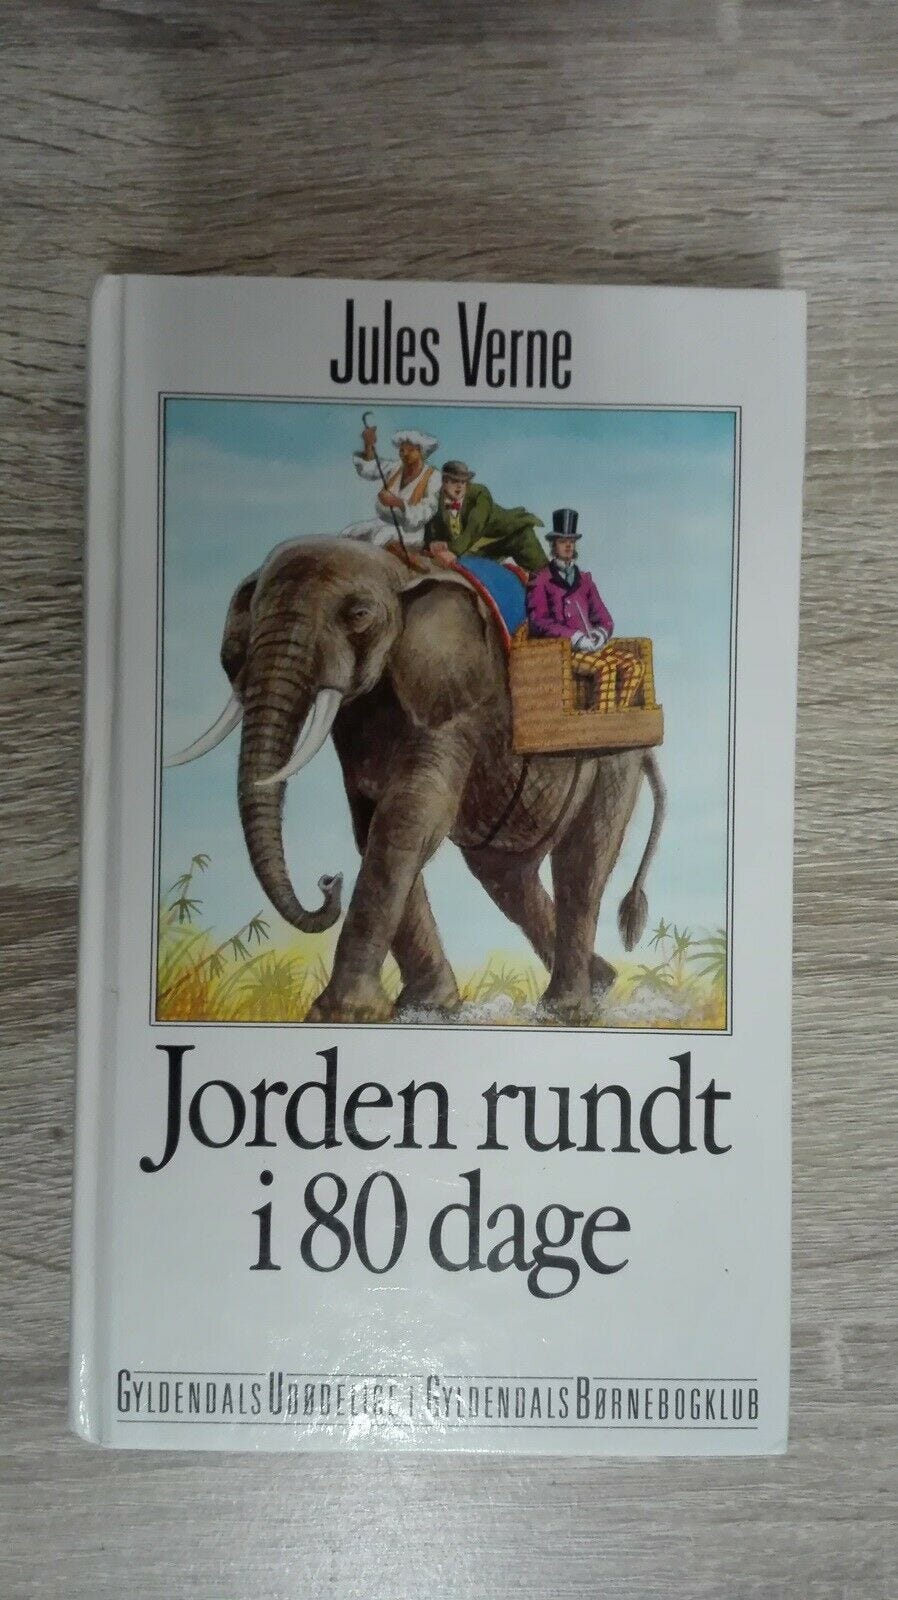 Jules Verne
Jorden rundt
i 80 dage
GYLDENDALS UDØDELIGE I GYLDENDALS BØRNEBOGKLUB